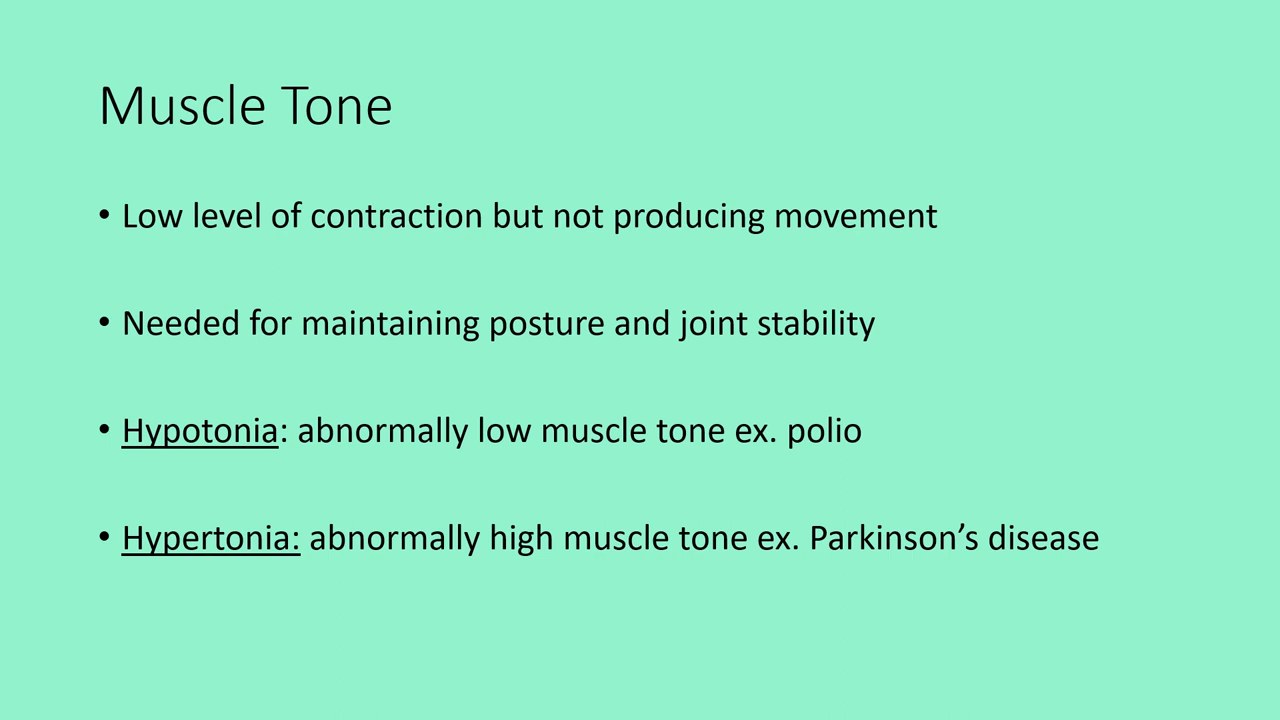 Muscle Tone
• Low level of contraction but not producing movement
• Needed for maintaining posture and joint stability
• Hypotonia: abnormally low muscle tone ex. polio
• Hypertonia: abnormally high muscle tone ex. Parkinson’s disease